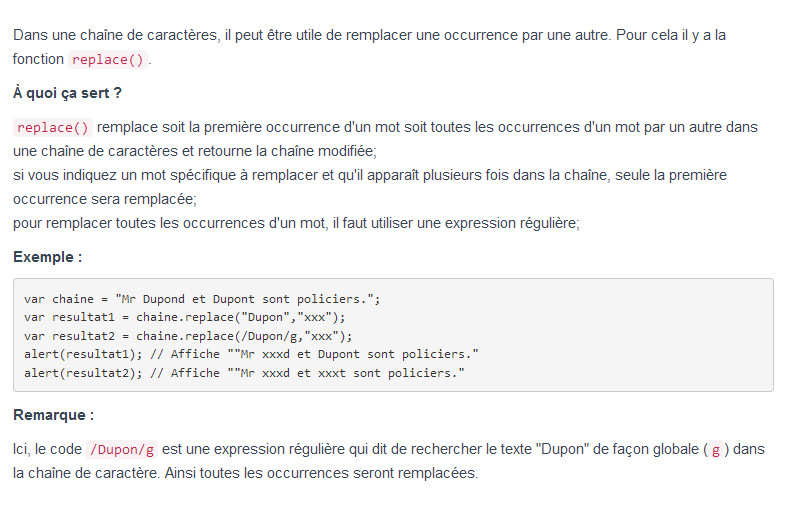 Dans une chaîne de caractères, il peut être utile de remplacer une occurrence par une autre. Pour cela il y a la
fonction replace().
À quoi ça sert ?
replace() remplace soit la première occurrence d'un mot soit toutes les occurrences d'un mot par un autre dans
une chaîne de caractères et retourne la chaîne modifiée;
si vous indiquez un mot spécifique à remplacer et qu'il apparaît plusieurs fois dans la chaîne, seule la première
occurrence sera remplacée;
pour remplacer toutes les occurrences d'un mot, il faut utiliser une expression régulière;
Exemple :
var chaine = "Mr Dupond et Dupont sont policiers.";
var resultat1 = chaine.replace("Dupon","xxx");
var resultat2 = chaine.replace(/Dupon/g,"xxx");
alert(resultat1); // Affiche ""Mr xxxd et Dupont sont policiers."
alert(resultat2); // Affiche ""Mr xxxd et xxxt sont policiers."
Remarque :
Ici, le code /Dupon/g est une expression régulière qui dit de rechercher le texte "Dupon" de façon globale ( g ) dans
la chaîne de caractère. Ainsi toutes les occurrences seront remplacées.